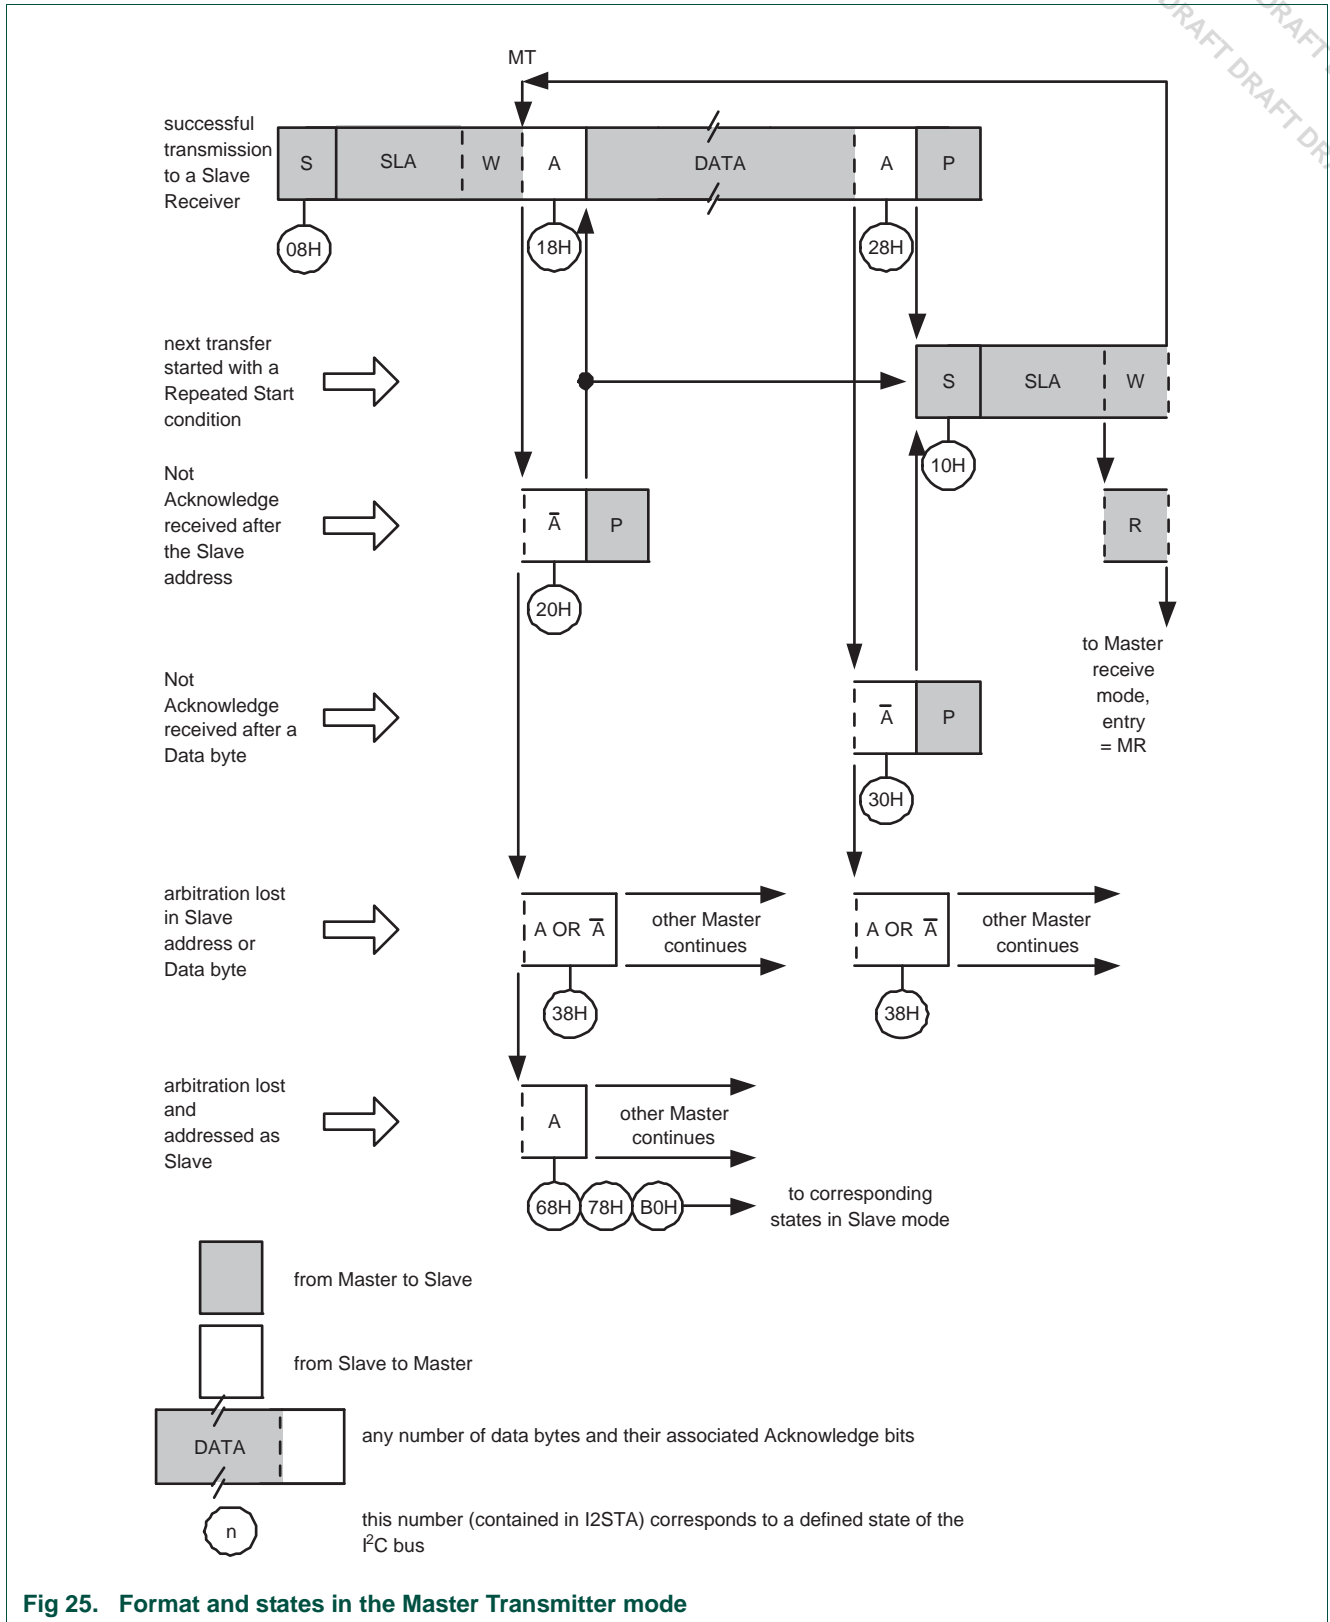 DRAFT
DRAFT DRAFT DR
MT
successful
transmission
to a Slave
Receiver
S
SLA
W
A
DATA
A
P
08H
18H
28H
next transfer
started with a
Repeated Start
condition
S
SLA
W
10H
Not
Acknowledge
received after
the Slave
address
A̅
P
R
20H
to Master
receive
mode,
entry
= MR
Not
Acknowledge
received after a
Data byte
A̅
P
30H
arbitration lost
in Slave
address or
Data byte
A OR A̅
other Master
continues
A OR A̅
other Master
continues
38H
38H
arbitration lost
and
addressed as
Slave
A
other Master
continues
68H
78H
B0H
to corresponding
states in Slave mode
from Master to Slave
from Slave to Master
DATA
any number of data bytes and their associated Acknowledge bits
n
this number (contained in I2STA) corresponds to a defined state of the
I²C bus
Fig 25. Format and states in the Master Transmitter mode